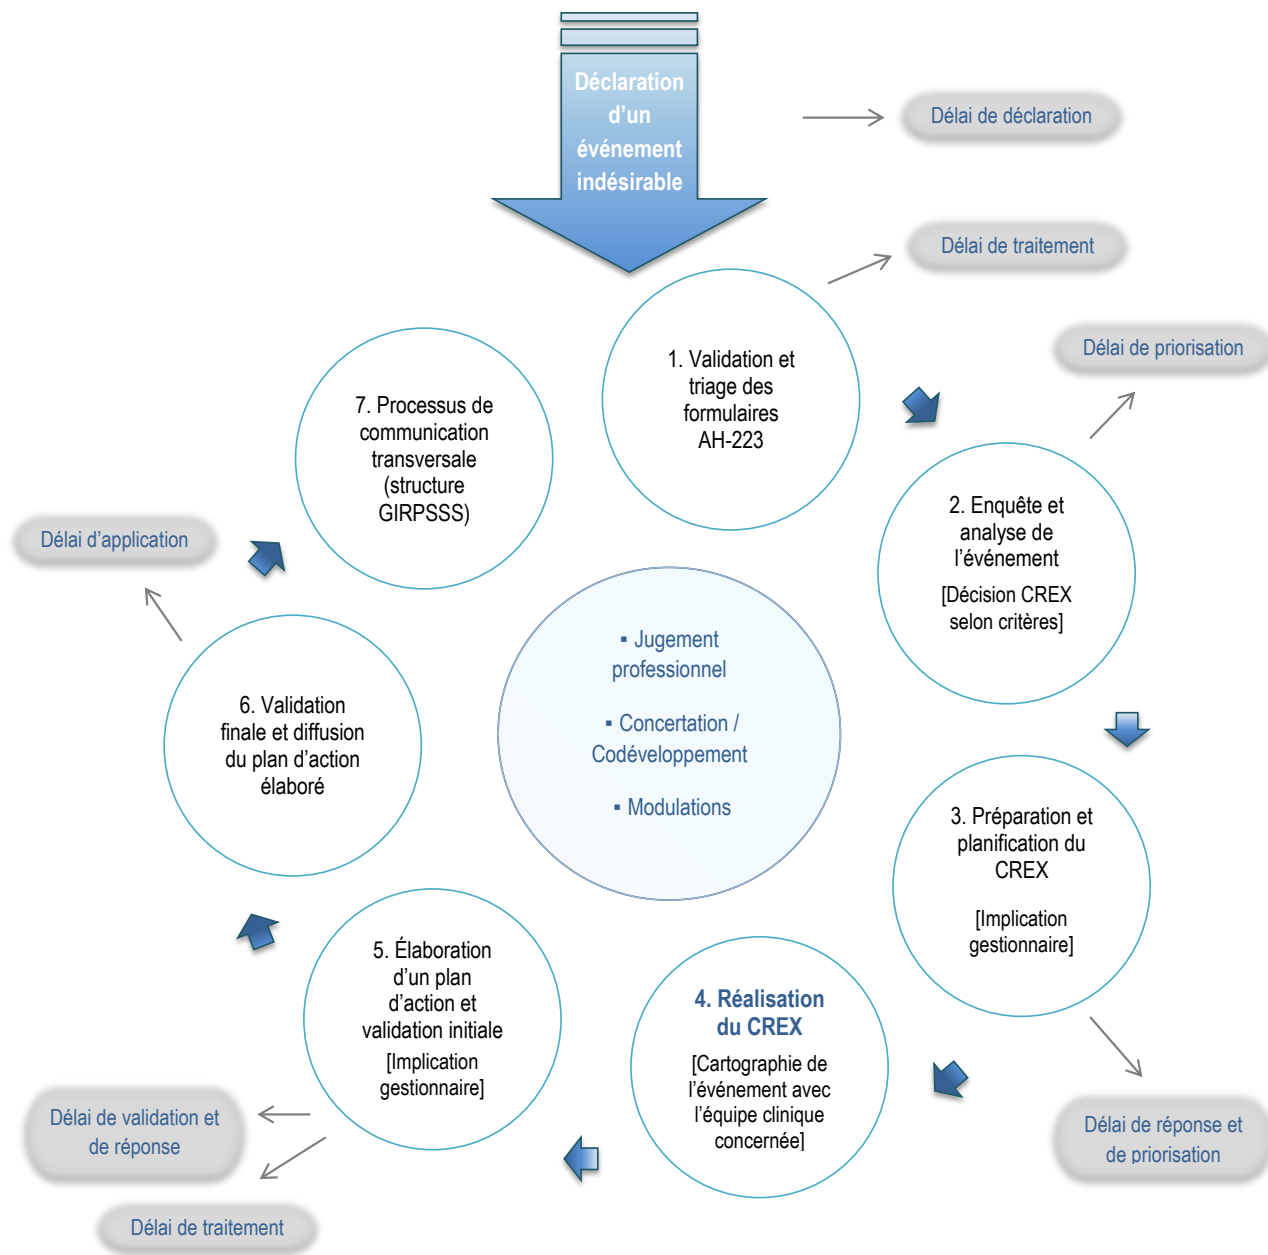 Déclaration
d'un
événement
indésirable
Délai de déclaration
Délai de traitement
Délai de priorisation
1. Validation et
triage des
formulaires
AH-223
2. Enquête et
analyse de
l'événement
[Décision CREX
selon critères]
3. Préparation et
planification du
CREX
[Implication
gestionnaire]
Délai de réponse et
de priorisation
4. Réalisation
du CREX
[Cartographie de
l'événement avec
l'équipe clinique
concernée]
5. Élaboration
d'un plan
d'action et
validation initiale
[Implication
gestionnaire]
Délai de validation et
de réponse
Délai de traitement
6. Validation
finale et diffusion
du plan d'action
élaboré
Délai d'application
7. Processus de
communication
transversale
(structure
GIRPSSS)
▪ Jugement
professionnel
▪ Concertation /
Codéveloppement
▪ Modulations